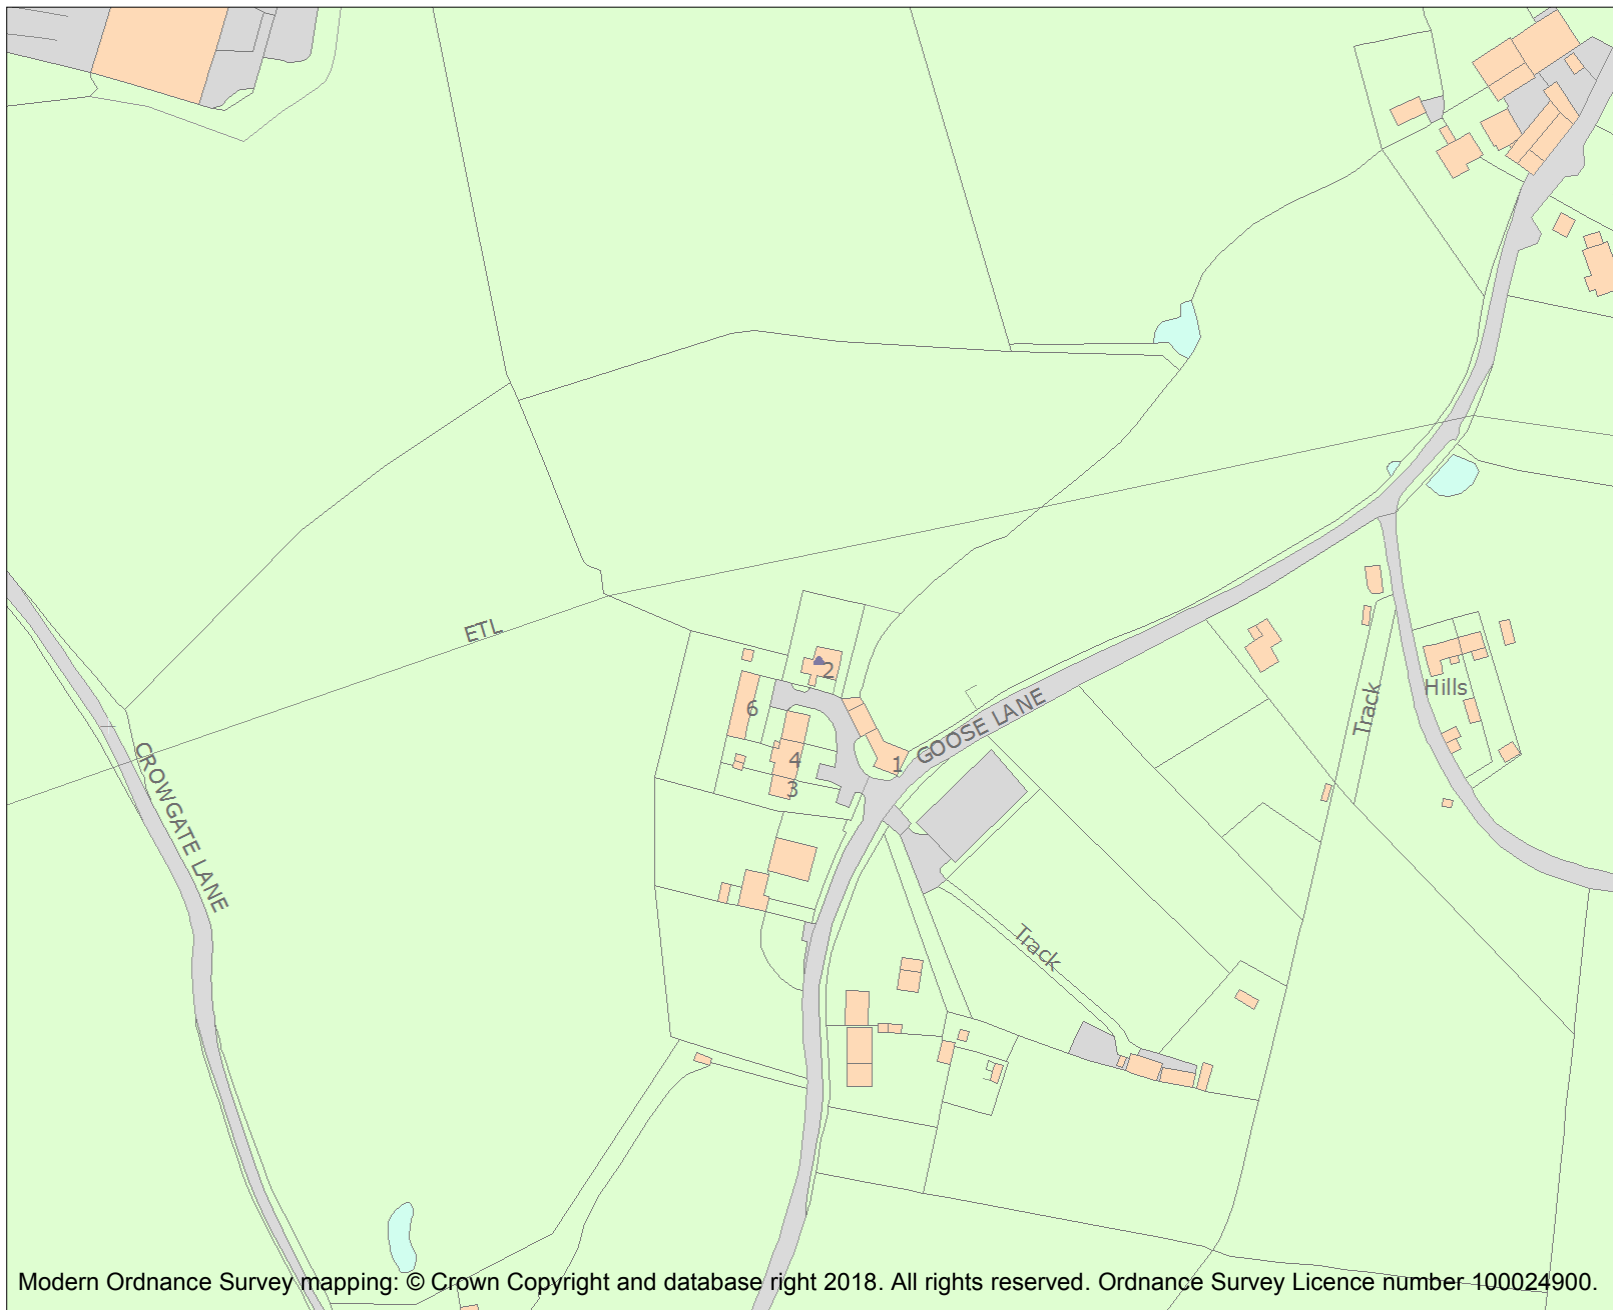 ETL
2
6
Hills
Track
GOOSE LANE
4
1
3
CROWGATE LANE
Track
Modern Ordnance Survey mapping: © Crown Copyright and database right 2018. All rights reserved. Ordnance Survey Licence number 100024900.